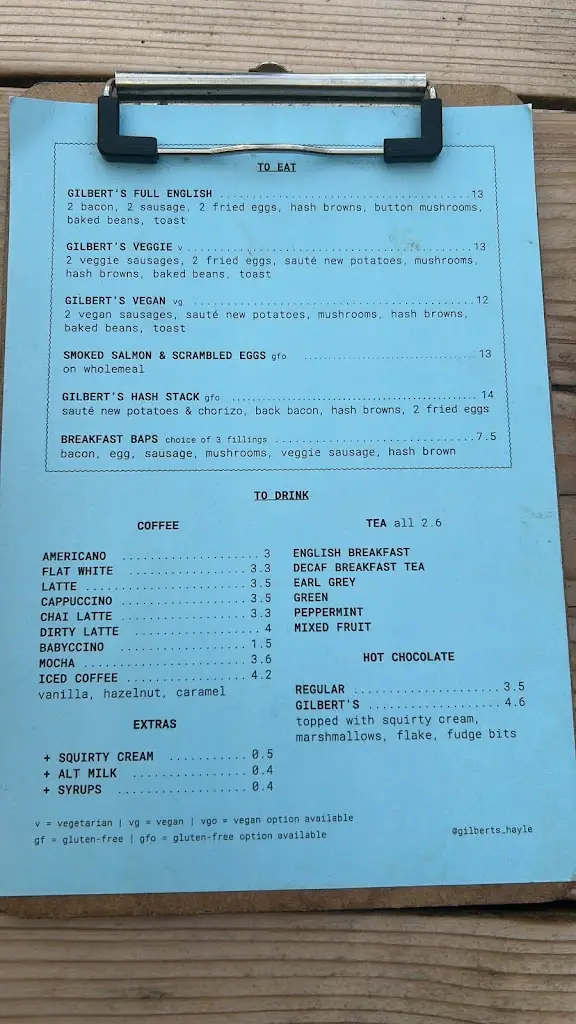 TO EAT
GILBERT'S FULL ENGLISH ........................................ 13
2 bacon, 2 sausage, 2 fried eggs, hash browns, button mushrooms,
baked beans, toast
GILBERT'S VEGGIE v ............................................. 13
2 veggie sausages, 2 fried eggs, sauté new potatoes, mushrooms,
hash browns, baked beans, toast
GILBERT'S VEGAN vg ............................................. 12
2 vegan sausages, sauté new potatoes, mushrooms, hash browns,
baked beans, toast
SMOKED SALMON & SCRAMBLED EGGS gfo ............................ 13
on wholemeal
GILBERT'S HASH STACK gfo ........................................ 14
sauté new potatoes & chorizo, back bacon, hash browns, 2 fried eggs
BREAKFAST BAPS choice of 3 fillings ............................. 7.5
bacon, egg, sausage, mushrooms, veggie sausage, hash brown
TO DRINK
COFFEE
AMERICANO .................... 3
FLAT WHITE ................... 3.3
LATTE ........................ 3.5
CAPPUCCINO ................... 3.5
CHAI LATTE ................... 3.3
DIRTY LATTE .................. 4
BABYCCINO .................... 1.5
MOCHA ........................ 3.6
ICED COFFEE .................. 4.2
vanilla, hazelnut, caramel
EXTRAS
+ SQUIRTY CREAM ........... 0.5
+ ALT MILK ................ 0.4
+ SYRUPS .................. 0.4
TEA all 2.6
ENGLISH BREAKFAST
DECAF BREAKFAST TEA
EARL GREY
GREEN
PEPPERMINT
MIXED FRUIT
HOT CHOCOLATE
REGULAR ..................... 3.5
GILBERT'S ................... 4.6
topped with squirty cream,
marshmallows, flake, fudge bits
v = vegetarian | vg = vegan | vgo = vegan option available
gf = gluten-free | gfo = gluten-free option available
@gilberts_hayle